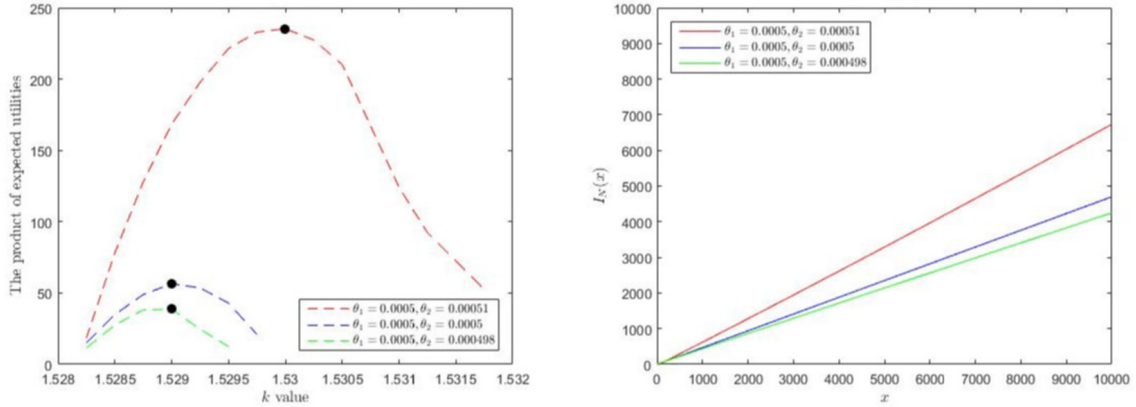 250
200
150
100
50
0
The product of expected utilities
θ₁ = 0.0005, θ₂ = 0.00051
θ₁ = 0.0005, θ₂ = 0.0005
θ₁ = 0.0005, θ₂ = 0.000498
1.528 1.5285 1.529 1.5295 1.53 1.5305 1.531 1.5315 1.532
k value
10000
9000
8000
7000
6000
5000
4000
3000
2000
1000
0
I_N(x)
θ₁ = 0.0005, θ₂ = 0.00051
θ₁ = 0.0005, θ₂ = 0.0005
θ₁ = 0.0005, θ₂ = 0.000498
0 1000 2000 3000 4000 5000 6000 7000 8000 9000 10000
x